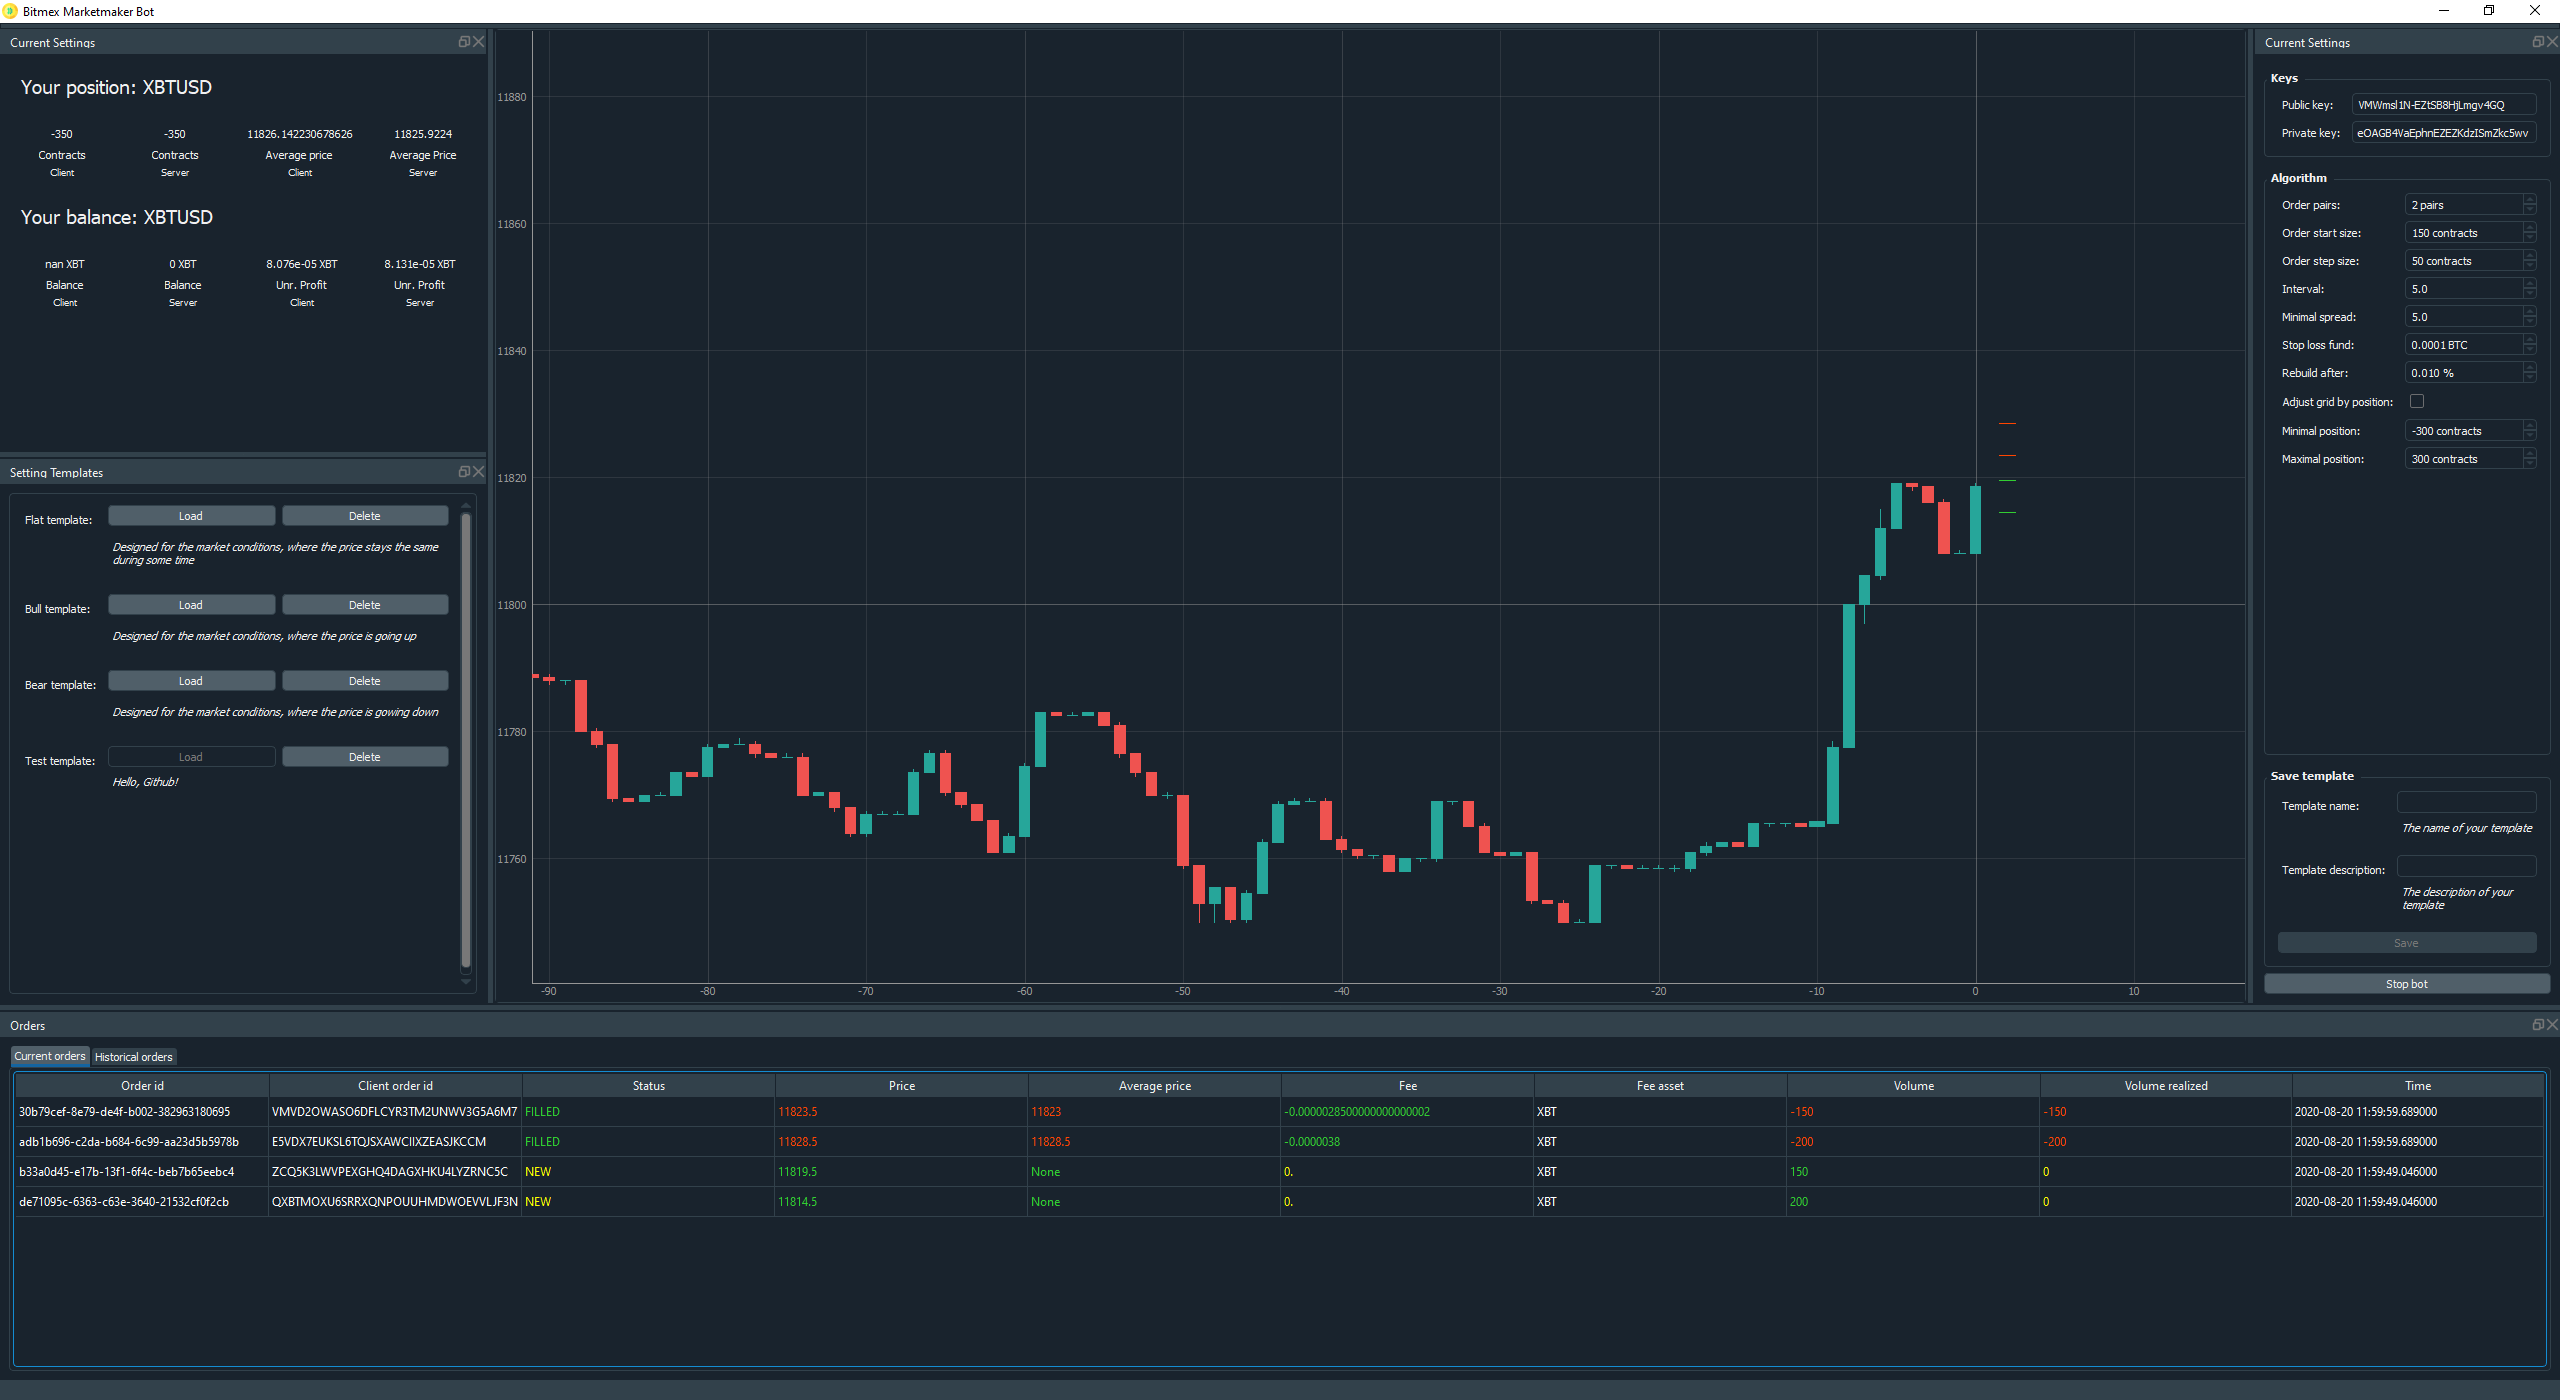 Bitmex Marketmaker Bot
Current Settings
Your position: XBTUSD
-350 -350 11826.142230678626 11825.9224
Contracts Contracts Average price Average Price
Client Server Client Server
Your balance: XBTUSD
nan XBT 0 XBT 8.076e-05 XBT 8.131e-05 XBT
Balance Balance Unr. Profit Unr. Profit
Client Server Client Server
Setting Templates
Flat template: Load Delete
Designed for the market conditions, where the price stays the same
during some time
Bull template: Load Delete
Designed for the market conditions, where the price is going up
Bear template: Load Delete
Designed for the market conditions, where the price is gowing down
Test template: Load Delete
Hello, Github!
11880
11860
11840
11820
11800
11780
11760
-90 -80 -70 -60 -50 -40 -30 -20 -10 0 10
Current Settings
Keys
Public key: VMWmsl1N-EZtSB8HjLmgv4GQ
Private key: eOAGB4VaEphnEZEZKdzISmZkc5wv
Algorithm
Order pairs: 2 pairs
Order start size: 150 contracts
Order step size: 50 contracts
Interval: 5.0
Minimal spread: 5.0
Stop loss fund: 0.0001 BTC
Rebuild after: 0.010 %
Adjust grid by position:
Minimal position: -300 contracts
Maximal position: 300 contracts
Save template
Template name:
The name of your template
Template description:
The description of your
template
Save
Stop bot
Orders
Current orders Historical orders
Order id Client order id Status Price Average price Fee Fee asset Volume Volume realized Time
30b79cef-8e79-de4f-b002-382963180695 VMVD2OWASO6DFLCYR3TM2UNWV3G5A6M7 FILLED 11823.5 11823 -0.0000028500000000000002 XBT -150 -150 2020-08-20 11:59:59.689000
adb1b696-c2da-b684-6c99-aa23d5b5978b E5VDX7EUKSL6TQJSXAWCIIXZEASJKCCM FILLED 11828.5 11828.5 -0.0000038 XBT -200 -200 2020-08-20 11:59:59.689000
b33a0d45-e17b-13f1-6f4c-beb7b65eebc4 ZCQ5K3LWVPEXGHQ4DAGXHKU4LYZRNC5C NEW 11819.5 None 0. XBT 150 0 2020-08-20 11:59:49.046000
de71095c-6363-c63e-3640-21532cf0f2cb QXBTMOXU6SRRXQNPOUUHMDWOEVVLJF3N NEW 11814.5 None 0. XBT 200 0 2020-08-20 11:59:49.046000